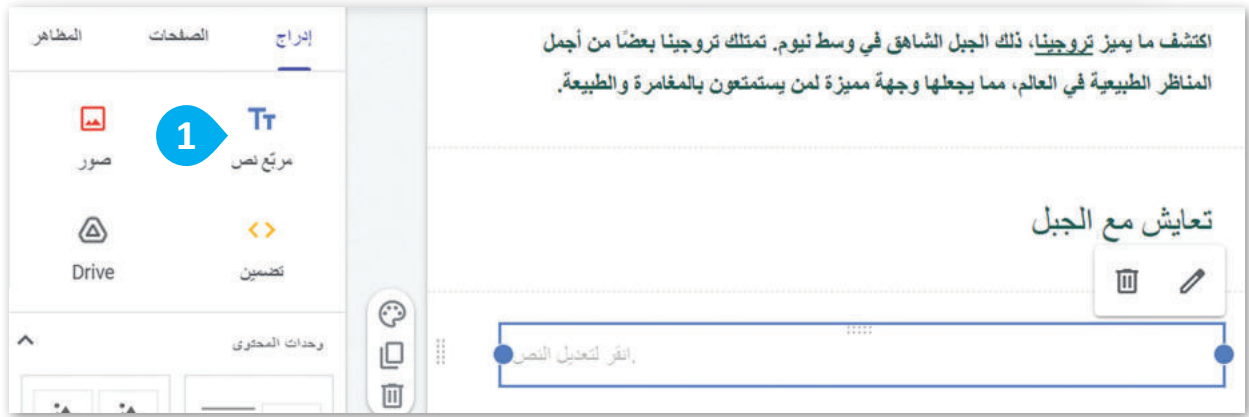 اكتشف ما يميز تروجينا، ذلك الجبل الشاهق في وسط نيوم. تمتلك تروجينا بعضًا من أجمل
المناظر الطبيعية في العالم، مما يجعلها وجهة مميزة لمن يستمتعون بالمغامرة والطبيعة.
تعايش مع الجبل
انقر لتعديل النص.
إدراج
الصفحات
المظاهر
1
مربّع نص
صور
تضمين
Drive
وحدات المحتوى